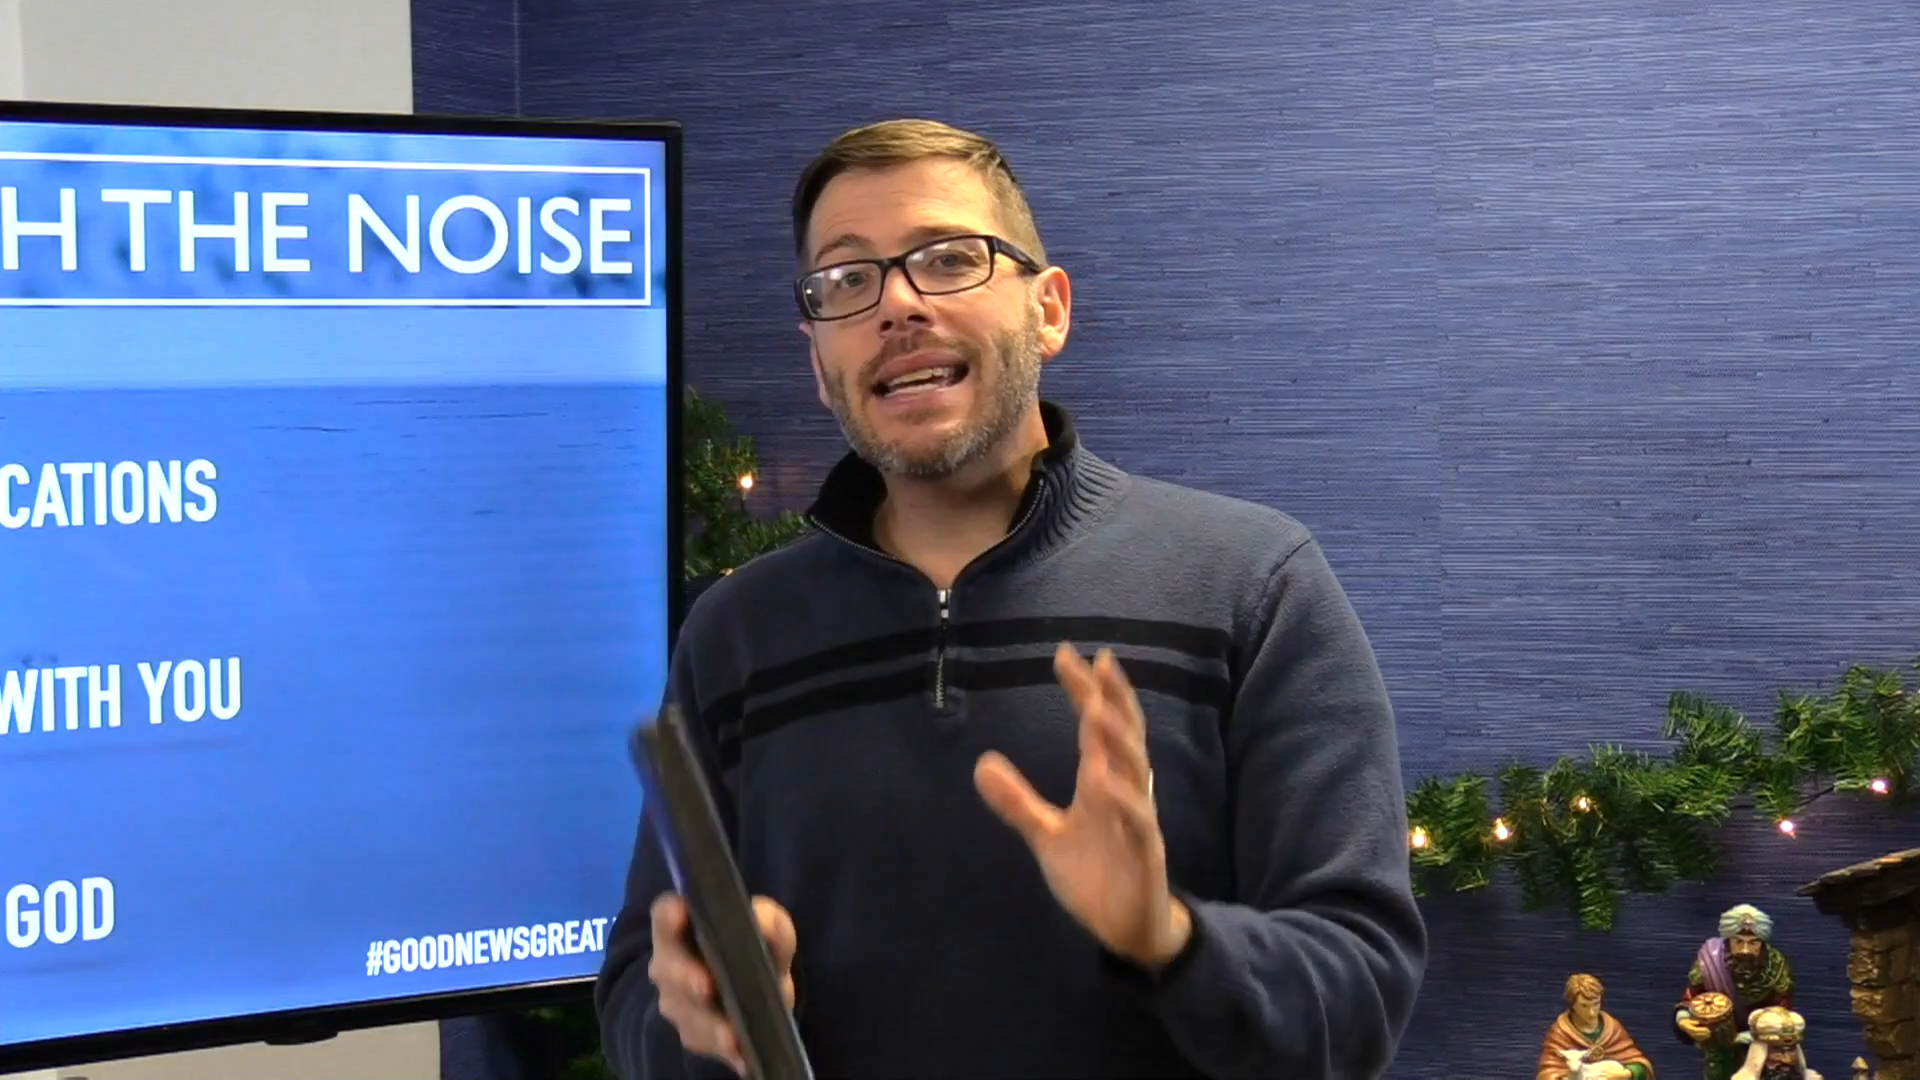 H THE NOISE
CATIONS
WITH YOU
GOD
#GOODNEWSGREAT